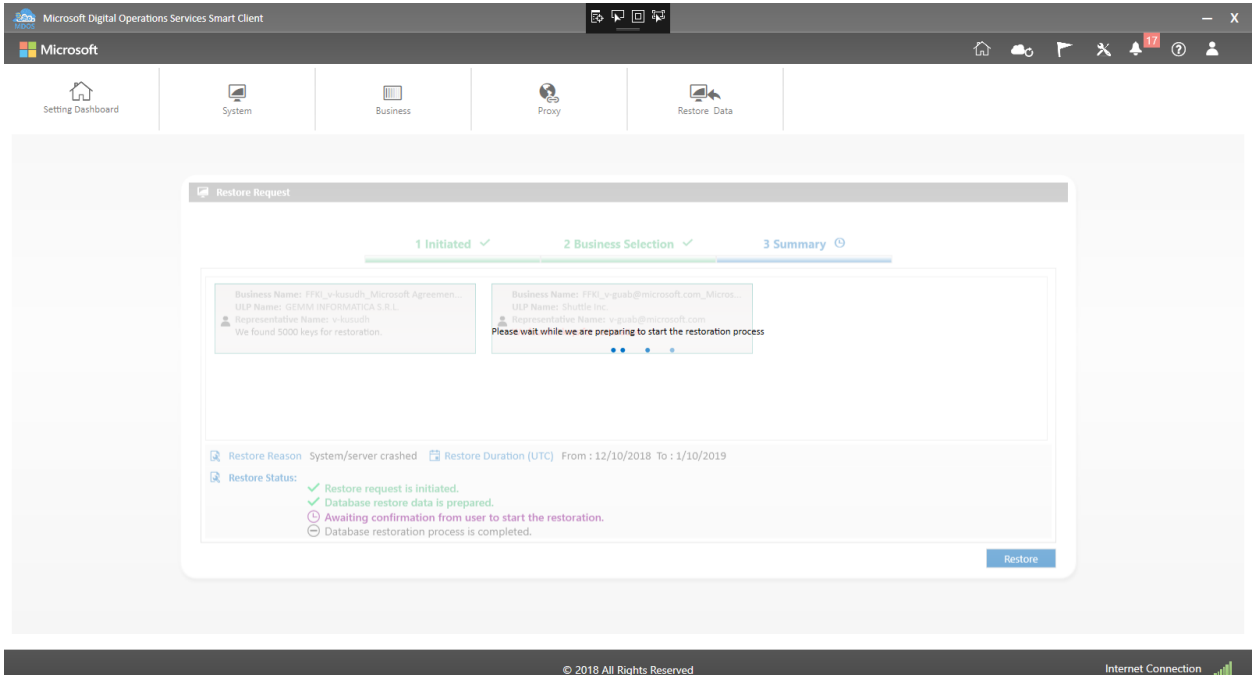 MDOS
Microsoft Digital Operations Services Smart Client
X
Microsoft
17
Setting Dashboard
System
Business
Proxy
Restore Data
Restore Request
1 Initiated
2 Business Selection
3 Summary
Business Name: FFKI_v-kusudh_Microsoft Agreemen...
ULP Name: GEMM INFORMATICA S.R.L.
Representative Name: v-kusudh
We found 5000 keys for restoration.
Business Name: FFKI_v-guab@microsoft.com_Micros...
ULP Name: Shuttle Inc.
Representative Name: v-guab@microsoft.com
Please wait while we are preparing to start the restoration process
Restore Reason System/server crashed Restore Duration (UTC) From : 12/10/2018 To : 1/10/2019
Restore Status:
Restore request is initiated.
Database restore data is prepared.
Awaiting confirmation from user to start the restoration.
Database restoration process is completed.
Restore
© 2018 All Rights Reserved
Internet Connection